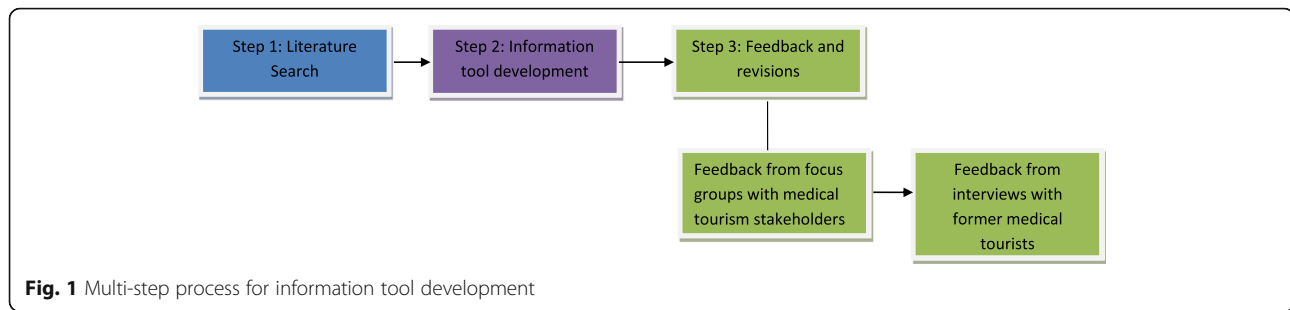 Step 1: Literature
Search
Step 2: Information
tool development
Step 3: Feedback and
revisions
Feedback from focus
groups with medical
tourism stakeholders
Feedback from
interviews with
former medical
tourists
Fig. 1 Multi-step process for information tool development